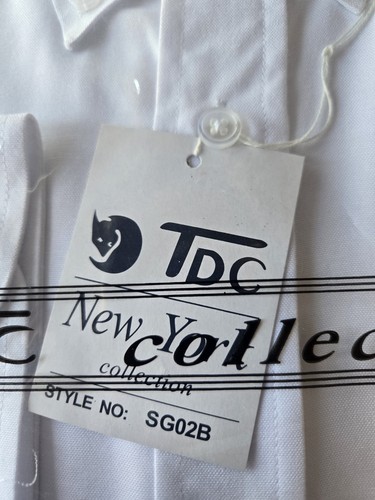 TDC
New York
collection
STYLE NO: SG02B
C collec